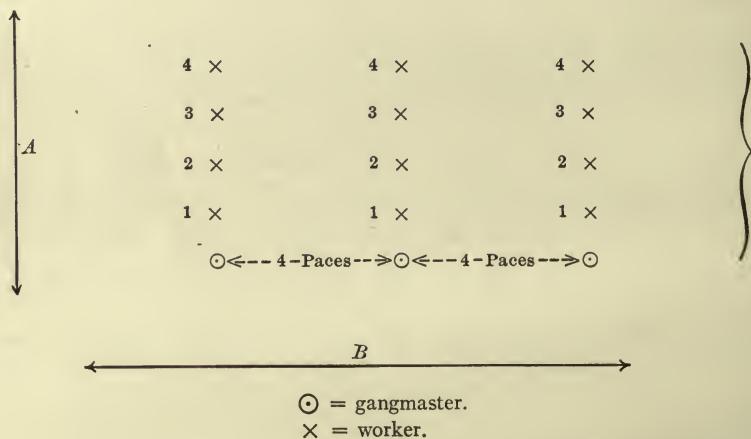 4 × 4 × 4 ×
3 × 3 × 3 ×
A
2 × 2 × 2 ×
1 × 1 × 1 ×
⊙<--- 4-Paces --->⊙<--- 4-Paces --->⊙
B
⊙ = gangmaster.
× = worker.